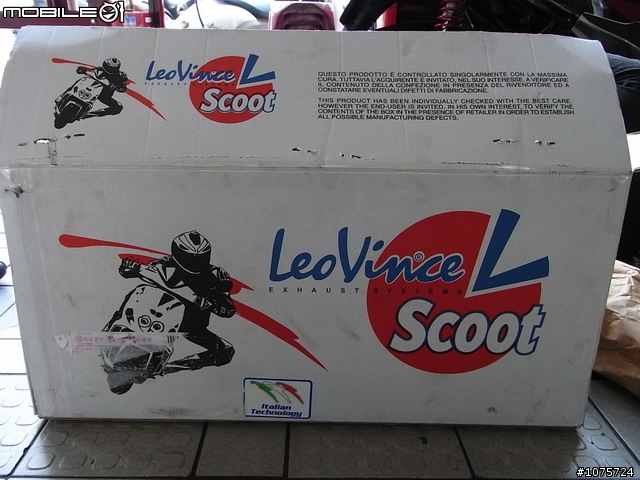 MOBILE01
LeoVince L
EXHAUST SYSTEMS
Scoot
QUESTO PRODOTTO È CONTROLLATO SINGOLARMENTE CON LA MASSIMA
CURA. TUTTAVIA L'ACQUIRENTE È INVITATO, NEL SUO INTERESSE, A VERIFICARE
IL CONTENUTO DELLA CONFEZIONE IN PRESENZA DEL RIVENDITORE ED A
CONSTATARE EVENTUALI DIFETTI DI FABBRICAZIONE.
THIS PRODUCT HAS BEEN INDIVIDUALLY CHECKED WITH THE BEST CARE.
HOWEVER THE END-USER IS INVITED, IN HIS OWN INTEREST, TO VERIFY THE
CONTENTS OF THE BOX IN THE PRESENCE OF RETAILER IN ORDER TO ESTABLISH
ALL POSSIBLE MANUFACTURING DEFECTS.
LeoVince® L
EXHAUST SYSTEMS
Scoot
Italian
Technology
#1075724